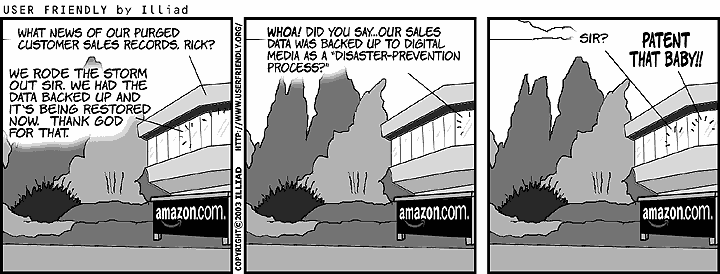 USER FRIENDLY by Illiad
WHAT NEWS OF OUR PURGED
CUSTOMER SALES RECORDS, RICK?
WE RODE THE STORM
OUT SIR. WE HAD THE
DATA BACKED UP AND
IT'S BEING RESTORED
NOW. THANK GOD
FOR THAT.
amazon.com.
COPYRIGHT © 2003 ILLIAD HTTP://WWW.USERFRIENDLY.ORG/
WHOA! DID YOU SAY...OUR SALES
DATA WAS BACKED UP TO DIGITAL
MEDIA AS A "DISASTER-PREVENTION
PROCESS?"
amazon.com.
SIR?
PATENT
THAT BABY!!
amazon.com.